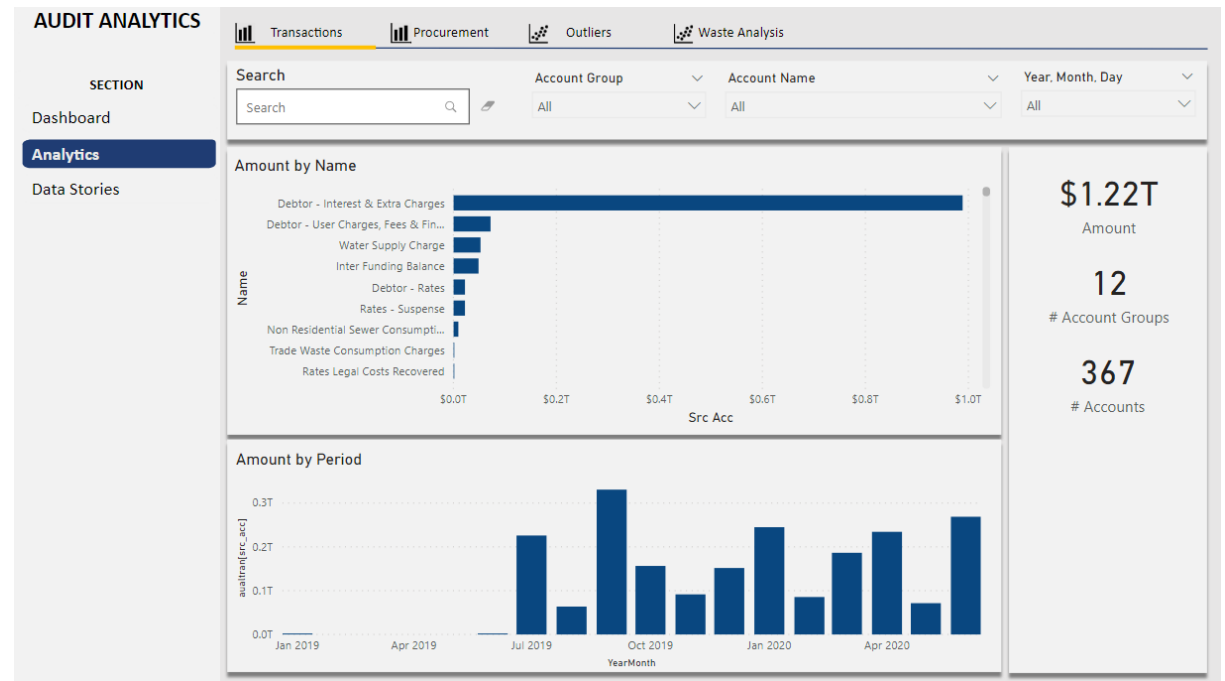 AUDIT ANALYTICS
SECTION
Dashboard
Analytics
Data Stories
Transactions
Procurement
Outliers
Waste Analysis
Search
Search
Account Group
All
Account Name
All
Year, Month, Day
All
Amount by Name
Name
Debtor - Interest & Extra Charges
Debtor - User Charges, Fees & Fin...
Water Supply Charge
Inter Funding Balance
Debtor - Rates
Rates - Suspense
Non Residential Sewer Consumpti...
Trade Waste Consumption Charges
Rates Legal Costs Recovered
$0.0T $0.2T $0.4T $0.6T $0.8T $1.0T
Src Acc
$1.22T
Amount
12
# Account Groups
367
# Accounts
Amount by Period
aualtran[src_acc]
0.3T
0.2T
0.1T
0.0T
Jan 2019 Apr 2019 Jul 2019 Oct 2019 Jan 2020 Apr 2020
YearMonth